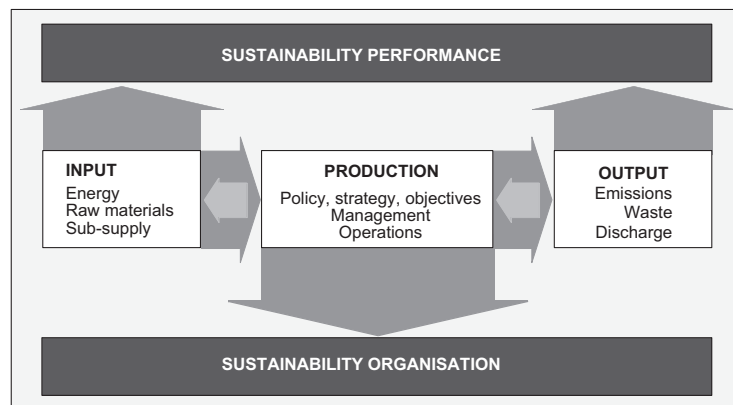 SUSTAINABILITY PERFORMANCE
INPUT
Energy
Raw materials
Sub-supply
PRODUCTION
Policy, strategy, objectives
Management
Operations
OUTPUT
Emissions
Waste
Discharge
SUSTAINABILITY ORGANISATION